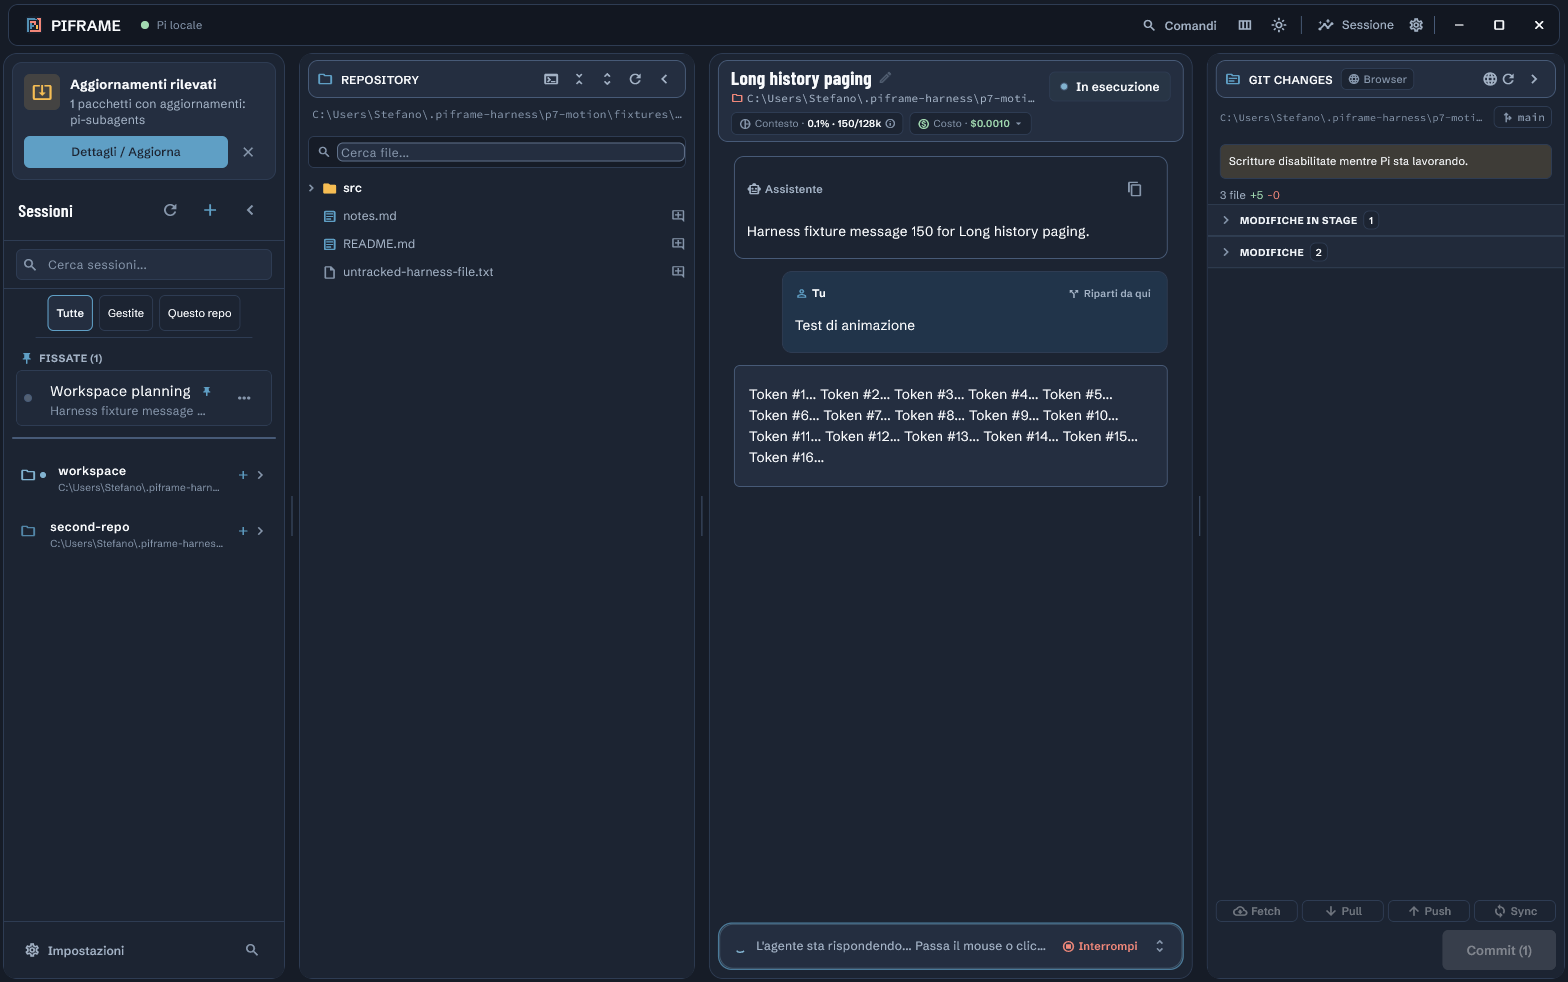 PIFRAME
Pi locale
Comandi
Sessione
Aggiornamenti rilevati
1 pacchetti con aggiornamenti:
pi-subagents
Dettagli / Aggiorna
Sessioni
Cerca sessioni...
Tutte
Gestite
Questo repo
FISSATE (1)
Workspace planning
Harness fixture message ...
workspace
C:\Users\Stefano\.piframe-harn...
second-repo
C:\Users\Stefano\.piframe-harnes...
Impostazioni
REPOSITORY
C:\Users\Stefano\.piframe-harness\p7-motion\fixtures\...
Cerca file...
src
notes.md
README.md
untracked-harness-file.txt
Long history paging
C:\Users\Stefano\.piframe-harness\p7-moti...
In esecuzione
Contesto · 0.1% · 150/128k
Costo · $0.0010
Assistente
Harness fixture message 150 for Long history paging.
Tu
Riparti da qui
Test di animazione
Token #1... Token #2... Token #3... Token #4... Token #5...
Token #6... Token #7... Token #8... Token #9... Token #10...
Token #11... Token #12... Token #13... Token #14... Token #15...
Token #16...
L'agente sta rispondendo... Passa il mouse o clic...
Interrompi
GIT CHANGES
Browser
C:\Users\Stefano\.piframe-harness\p7-moti...
main
Scritture disabilitate mentre Pi sta lavorando.
3 file +5 -0
MODIFICHE IN STAGE 1
MODIFICHE 2
Fetch
Pull
Push
Sync
Commit (1)